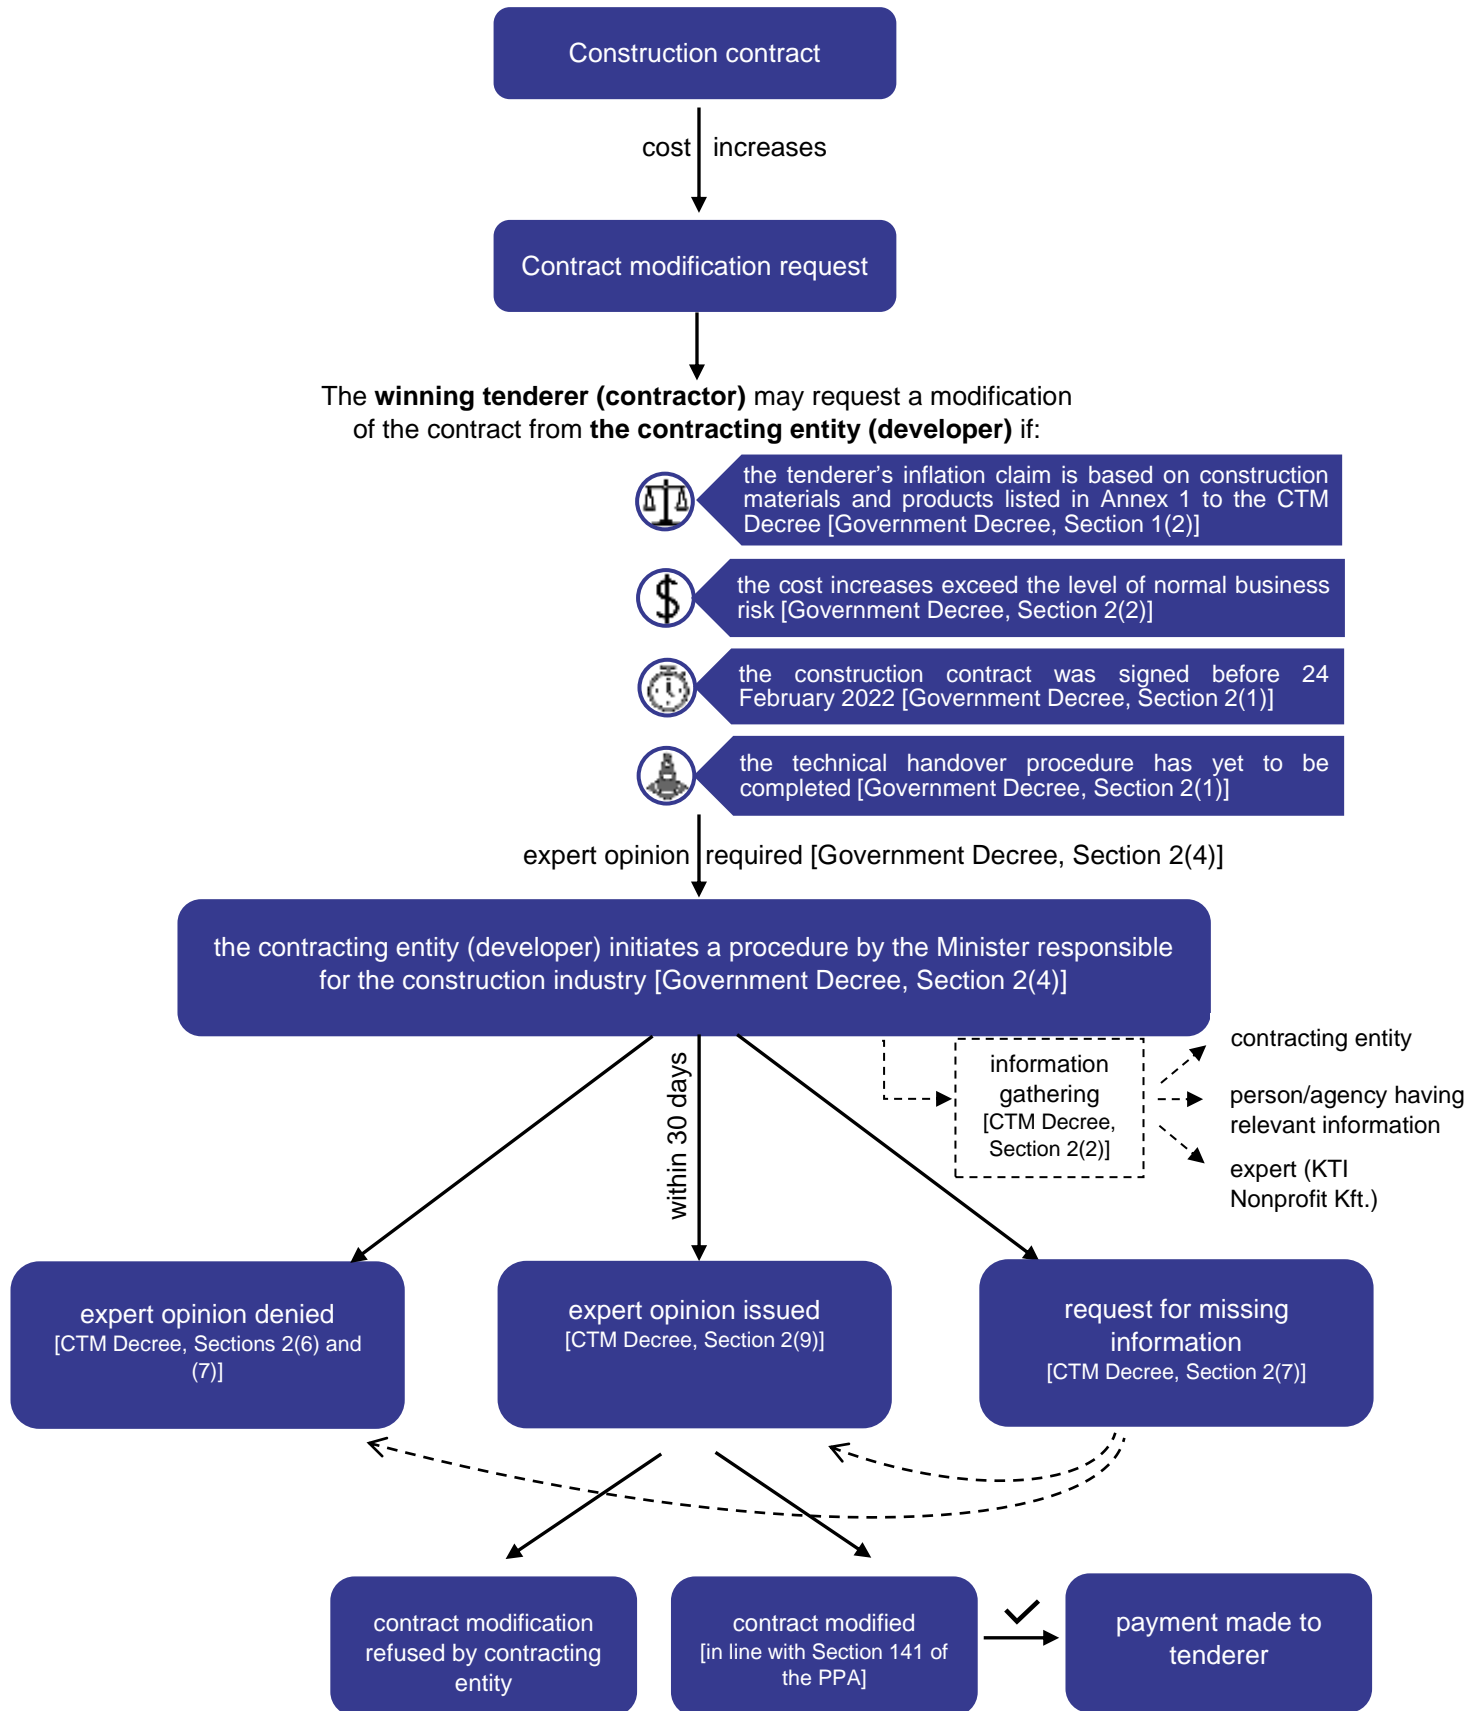 Construction contract
cost increases
Contract modification request
The winning tenderer (contractor) may request a modification
of the contract from the contracting entity (developer) if:
the tenderer's inflation claim is based on construction
materials and products listed in Annex 1 to the CTM
Decree [Government Decree, Section 1(2)]
$
the cost increases exceed the level of normal business
risk [Government Decree, Section 2(2)]
the construction contract was signed before 24
February 2022 [Government Decree, Section 2(1)]
the technical handover procedure has yet to be
completed [Government Decree, Section 2(1)]
expert opinion required [Government Decree, Section 2(4)]
the contracting entity (developer) initiates a procedure by the Minister responsible
for the construction industry [Government Decree, Section 2(4)]
within 30 days
information
gathering
[CTM Decree,
Section 2(2)]
contracting entity
person/agency having
relevant information
expert (KTI
Nonprofit Kft.)
expert opinion denied
[CTM Decree, Sections 2(6) and
(7)]
expert opinion issued
[CTM Decree, Section 2(9)]
request for missing
information
[CTM Decree, Section 2(7)]
contract modification
refused by contracting
entity
contract modified
[in line with Section 141 of
the PPA]
payment made to
tenderer